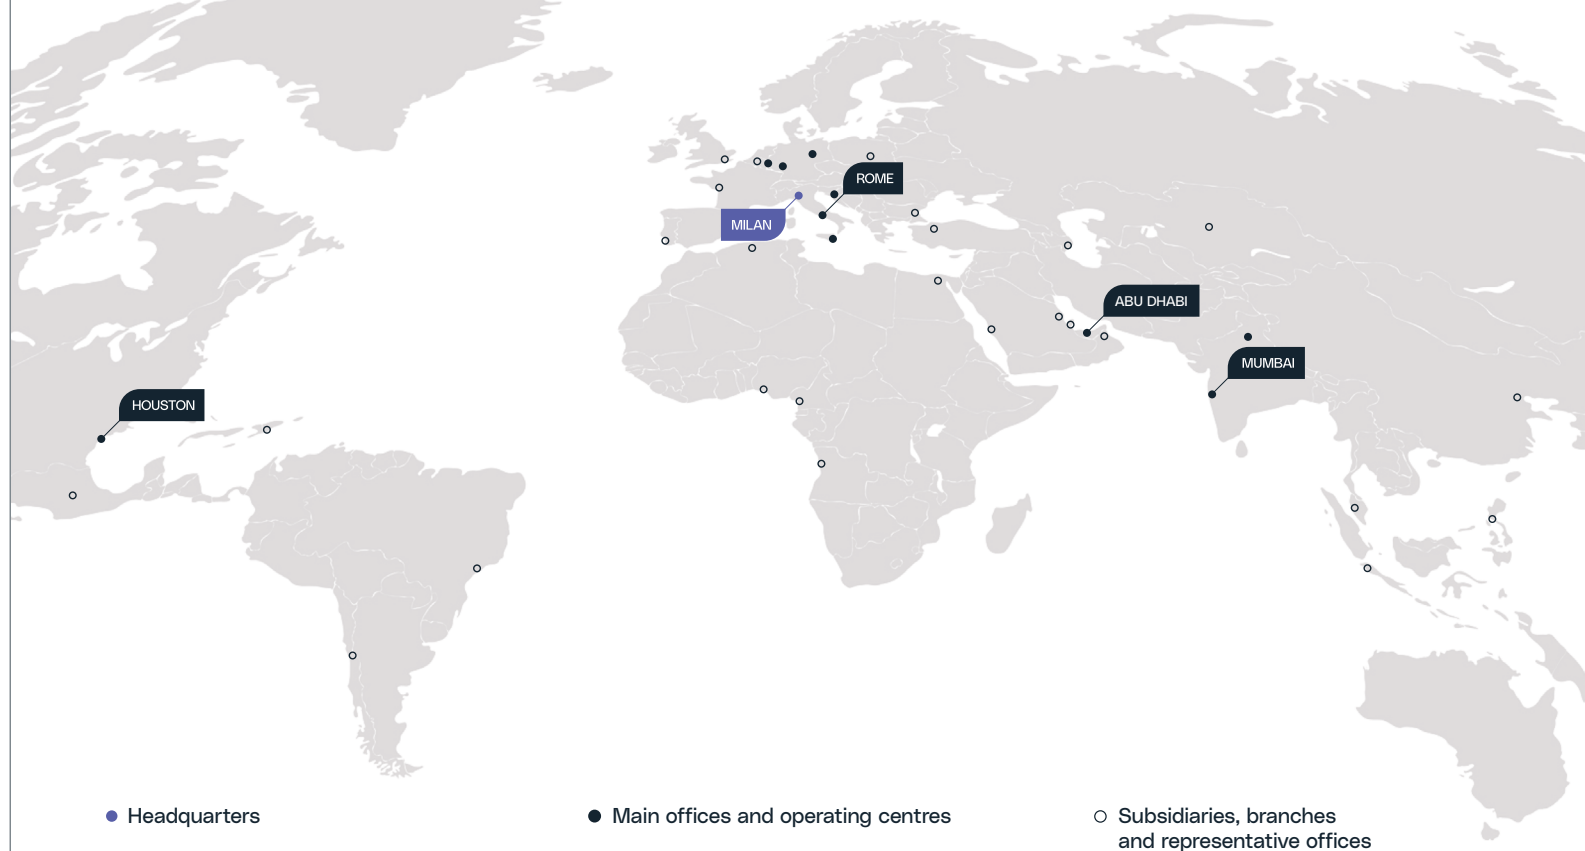 ROME
MILAN
ABU DHABI
MUMBAI
HOUSTON
Headquarters
Main offices and operating centres
Subsidiaries, branches
and representative offices